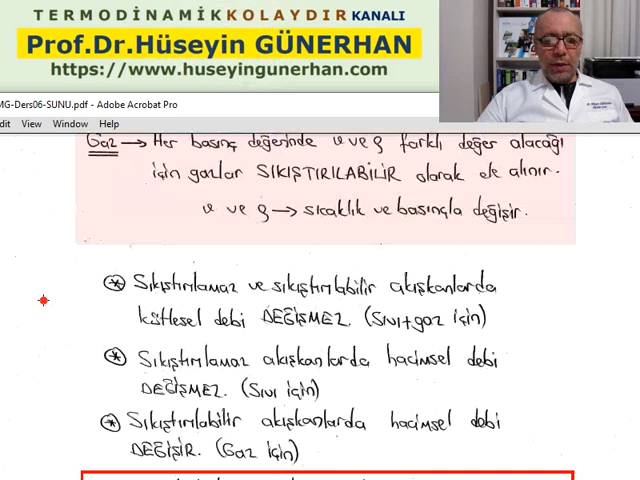 TERMODİNAMİKKOLAYDIR KANALI
Prof.Dr.Hüseyin GÜNERHAN
https://www.huseyingunerhan.com
MG-Ders06-SUNU.pdf - Adobe Acrobat Pro
dit View Window Help
Gaz → Her basınç değerinde v ve ρ farklı değer alacağı
için gazlar SIKIŞTIRILABİLİR olarak ele alınır.
v ve ρ → sıcaklık ve basınçla değişir.
* Sıkıştırılamaz ve sıkıştırılabilir akışkanlarda
kütlesel debi DEĞİŞMEZ. (Sıvı+gaz için)
* Sıkıştırılamaz akışkanlarda hacimsel debi
DEĞİŞMEZ. (Sıvı için)
* Sıkıştırılabilir akışkanlarda hacimsel debi
DEĞİŞİR. (Gaz için)